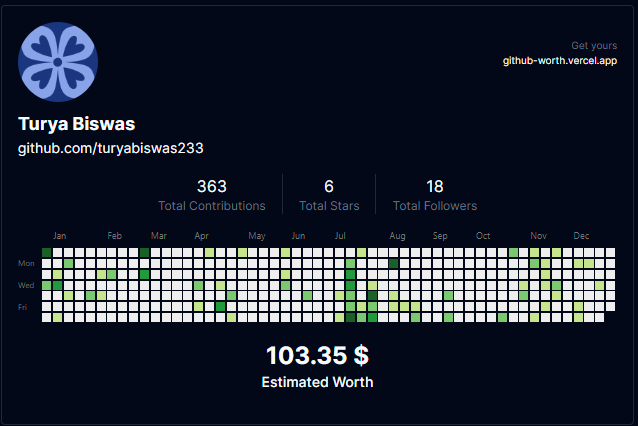 Get yours
github-worth.vercel.app
Turya Biswas
github.com/turyabiswas233
363 6 18
Total Contributions Total Stars Total Followers
Jan Feb Mar Apr May Jun Jul Aug Sep Oct Nov Dec
Mon
Wed
Fri
103.35 $
Estimated Worth